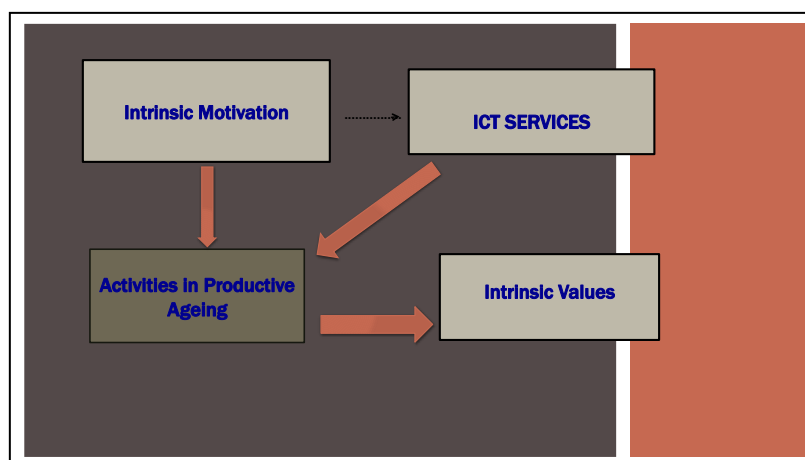 Intrinsic Motivation
ICT SERVICES
Activities in Productive
Ageing
Intrinsic Values